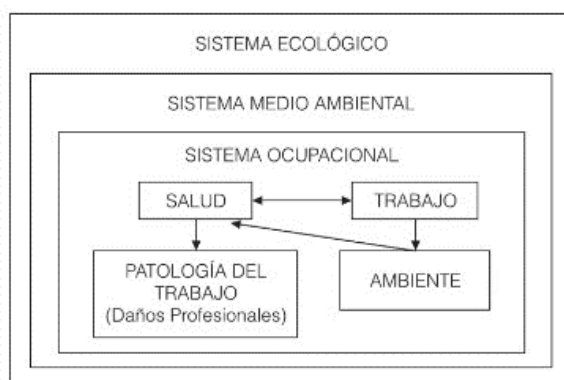 SISTEMA ECOLÓGICO
SISTEMA MEDIO AMBIENTAL
SISTEMA OCUPACIONAL
SALUD
TRABAJO
PATOLOGÍA DEL
TRABAJO
(Daños Profesionales)
AMBIENTE